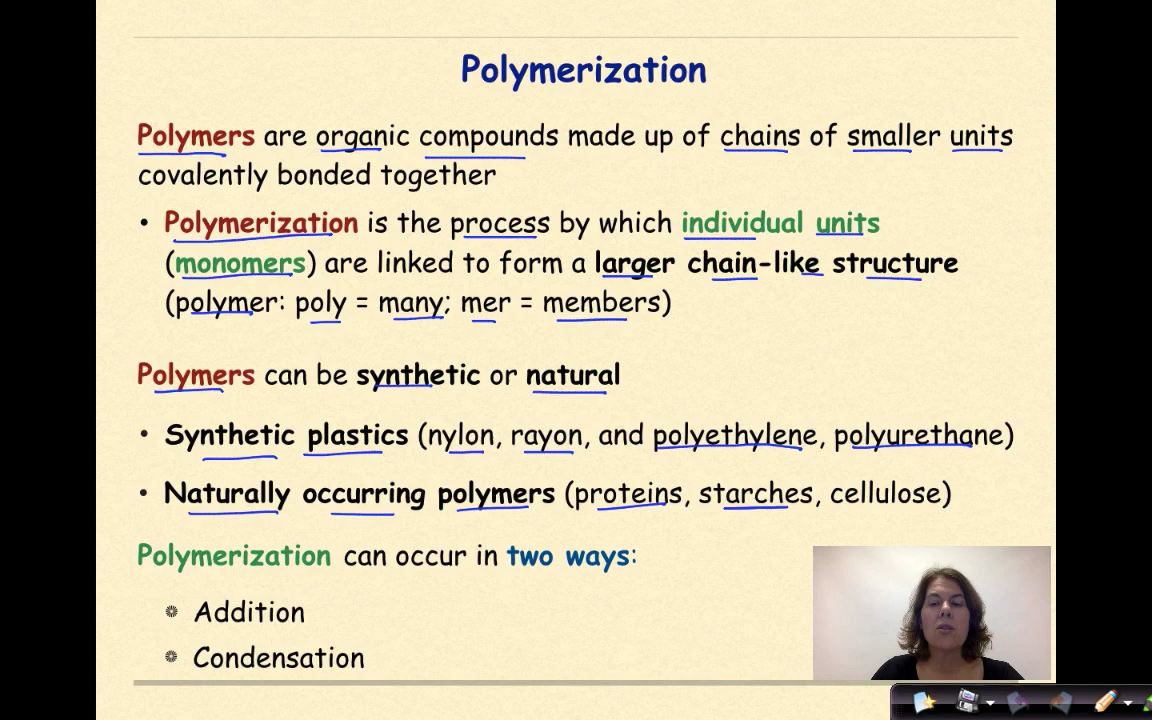 Polymerization
Polymers are organic compounds made up of chains of smaller units
covalently bonded together
• Polymerization is the process by which individual units
(monomers) are linked to form a larger chain-like structure
(polymer: poly = many; mer = members)
Polymers can be synthetic or natural
• Synthetic plastics (nylon, rayon, and polyethylene, polyurethane)
• Naturally occurring polymers (proteins, starches, cellulose)
Polymerization can occur in two ways:
Addition
Condensation